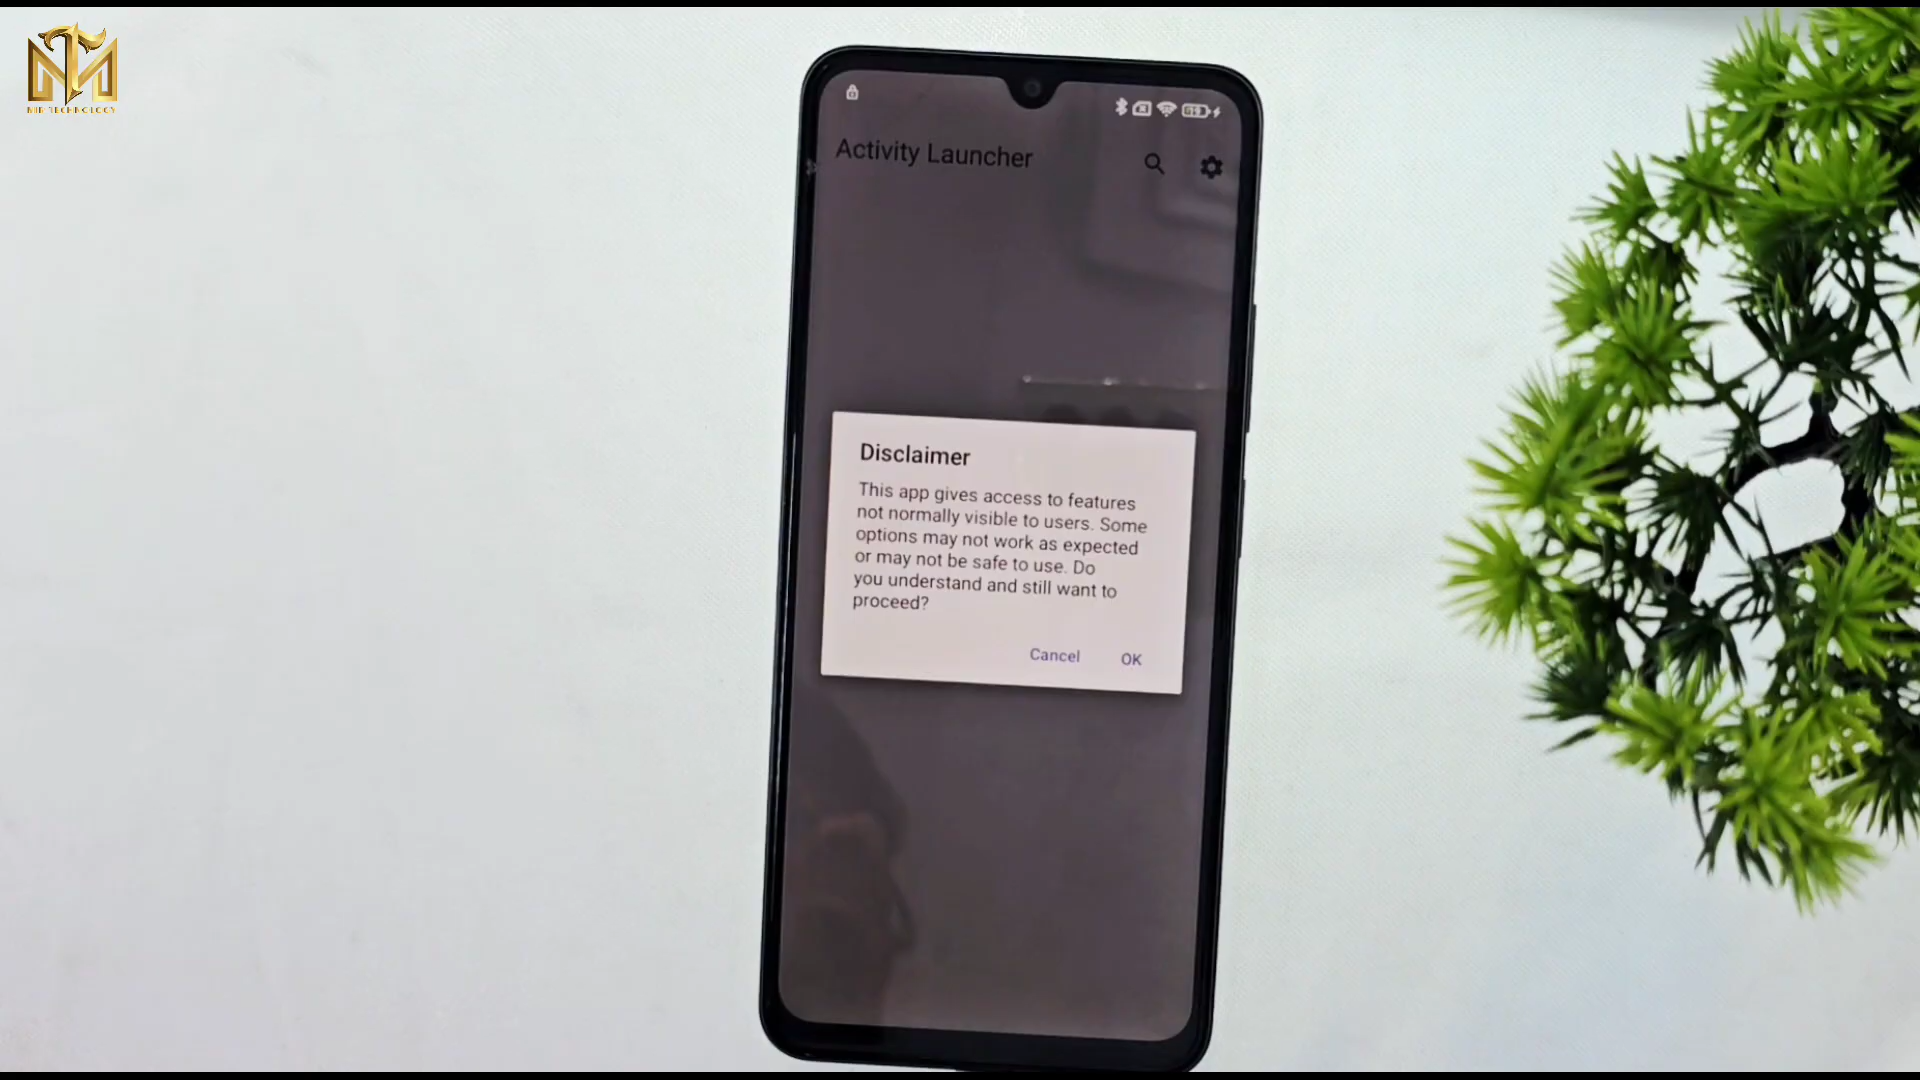 MTM TECHNOLOGY
Activity Launcher
Disclaimer
This app gives access to features
not normally visible to users. Some
options may not work as expected
or may not be safe to use. Do
you understand and still want to
proceed?
Cancel OK